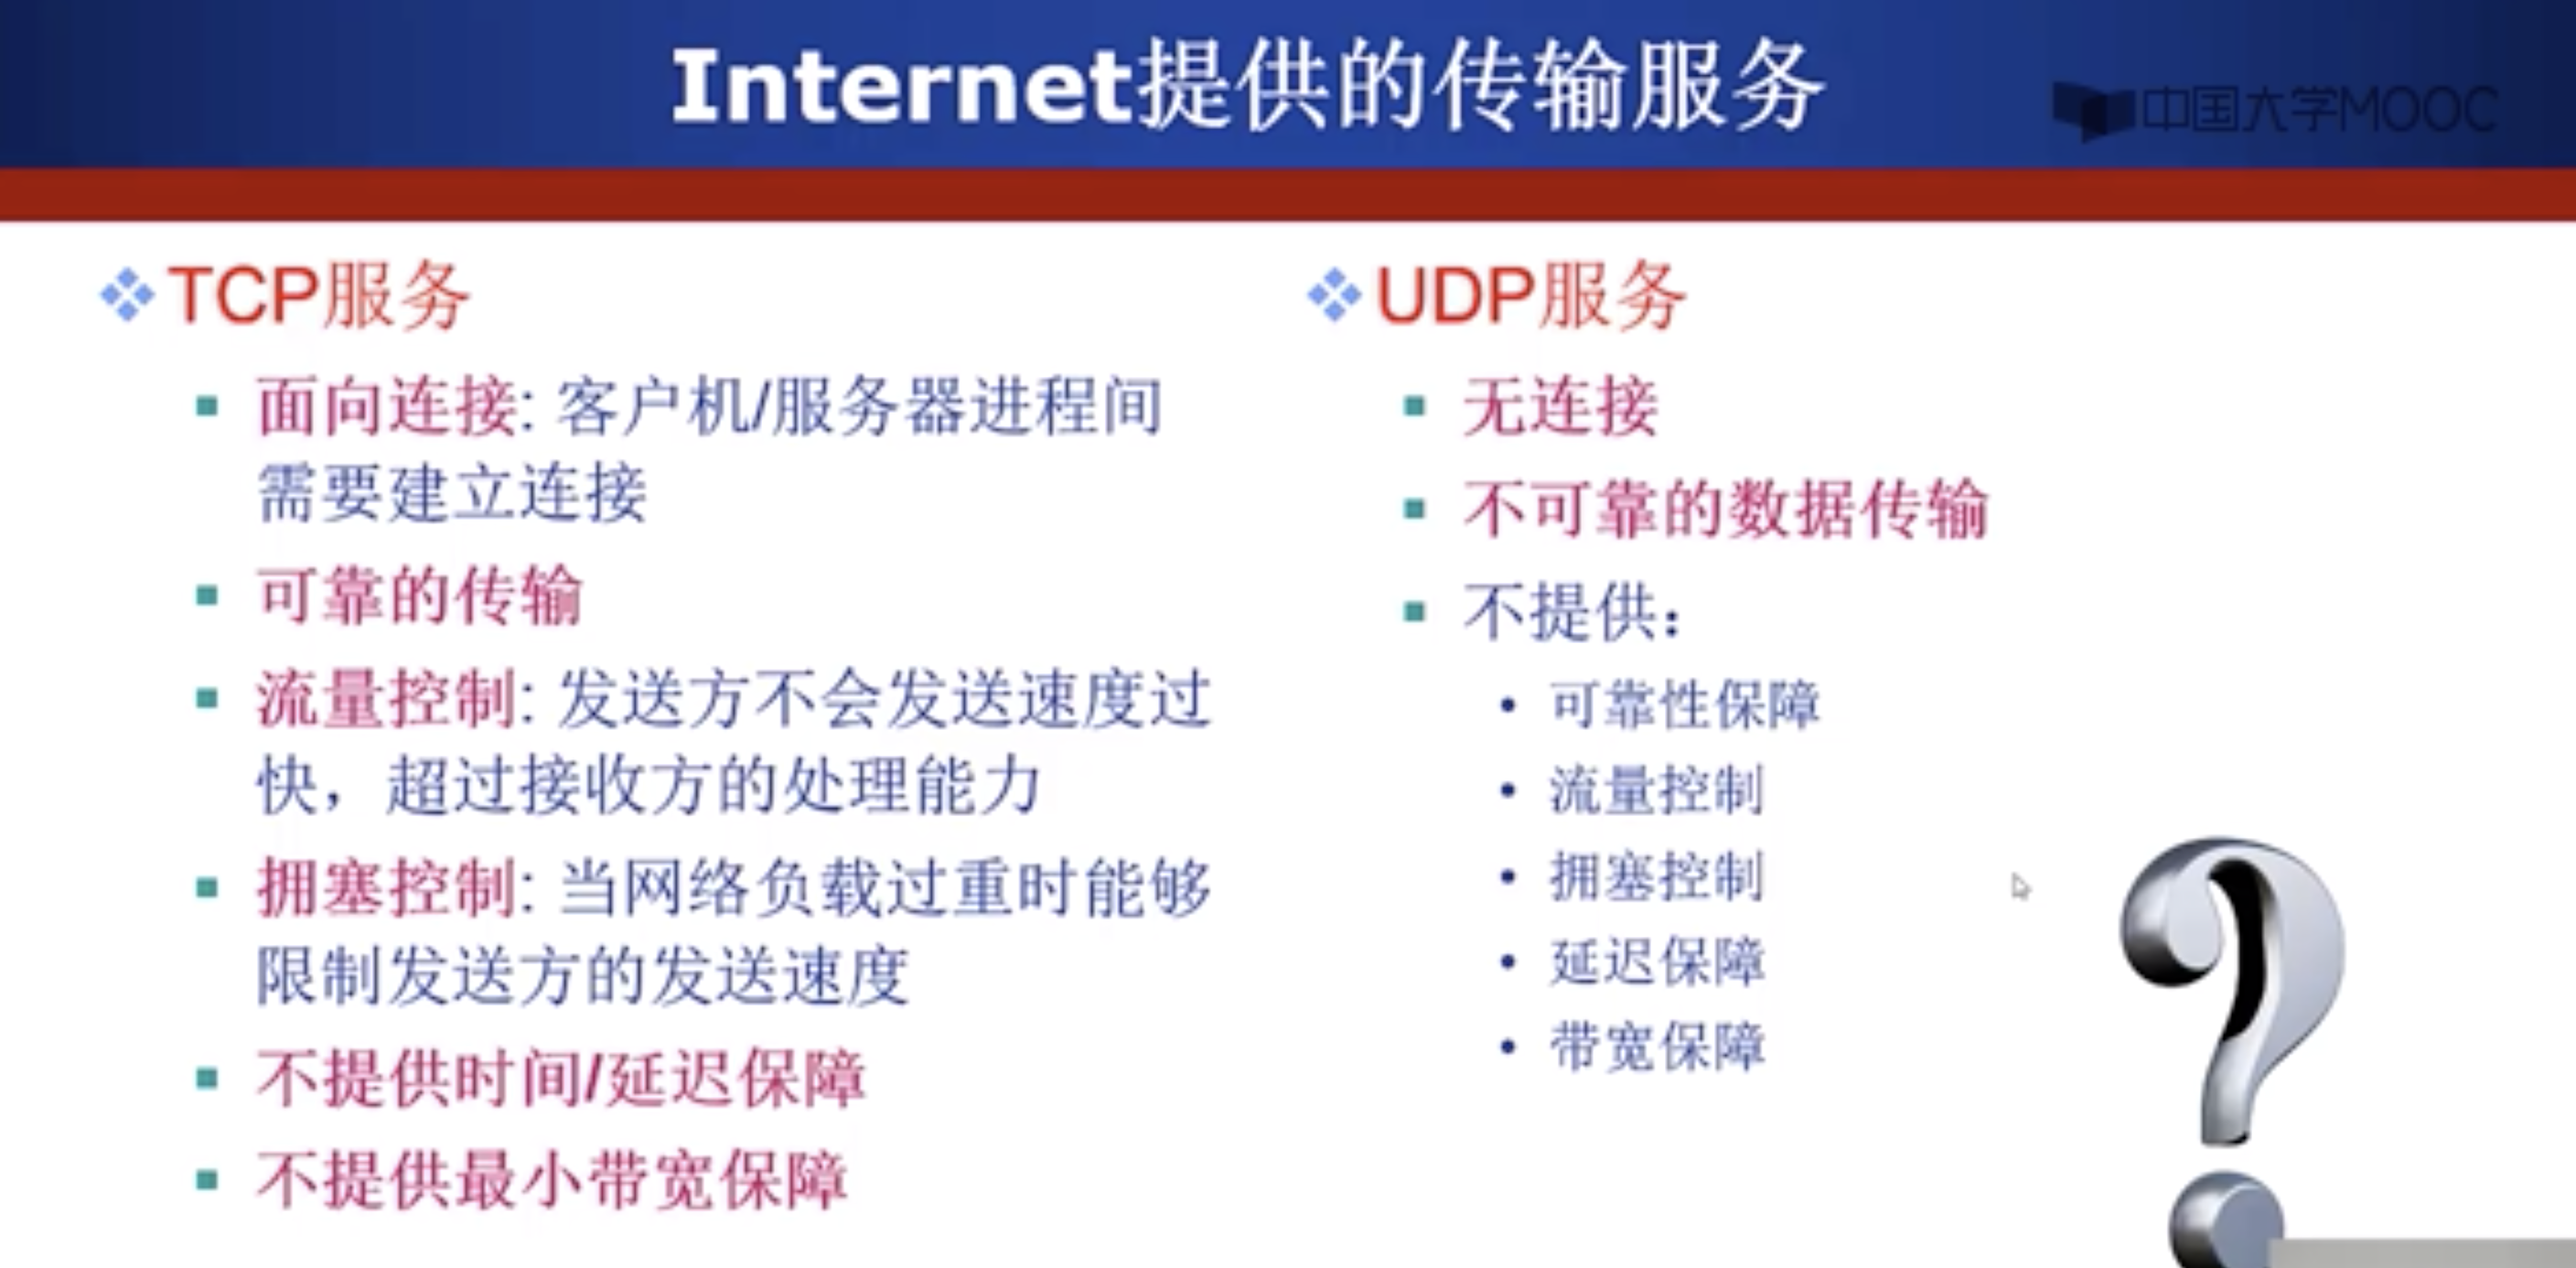 Internet提供的传输服务
中国大学MOOC
TCP服务
面向连接: 客户机/服务器进程间
需要建立连接
可靠的传输
流量控制: 发送方不会发送速度过
快，超过接收方的处理能力
拥塞控制: 当网络负载过重时能够
限制发送方的发送速度
不提供时间/延迟保障
不提供最小带宽保障
UDP服务
无连接
不可靠的数据传输
不提供：
可靠性保障
流量控制
拥塞控制
延迟保障
带宽保障
?